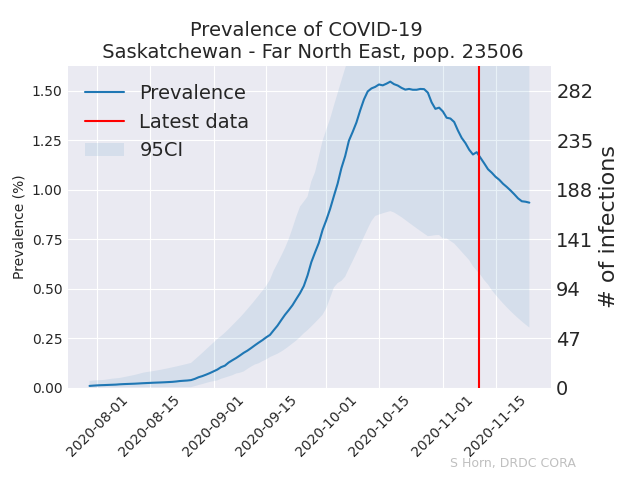 Prevalence of COVID-19
Saskatchewan - Far North East, pop. 23506
Prevalence
Latest data
95CI
Prevalence (%)
1.50
1.25
1.00
0.75
0.50
0.25
0.00
282
235
188
141
94
47
0
# of infections
2020-08-01
2020-08-15
2020-09-01
2020-09-15
2020-10-01
2020-10-15
2020-11-01
2020-11-15
S Horn, DRDC CORA